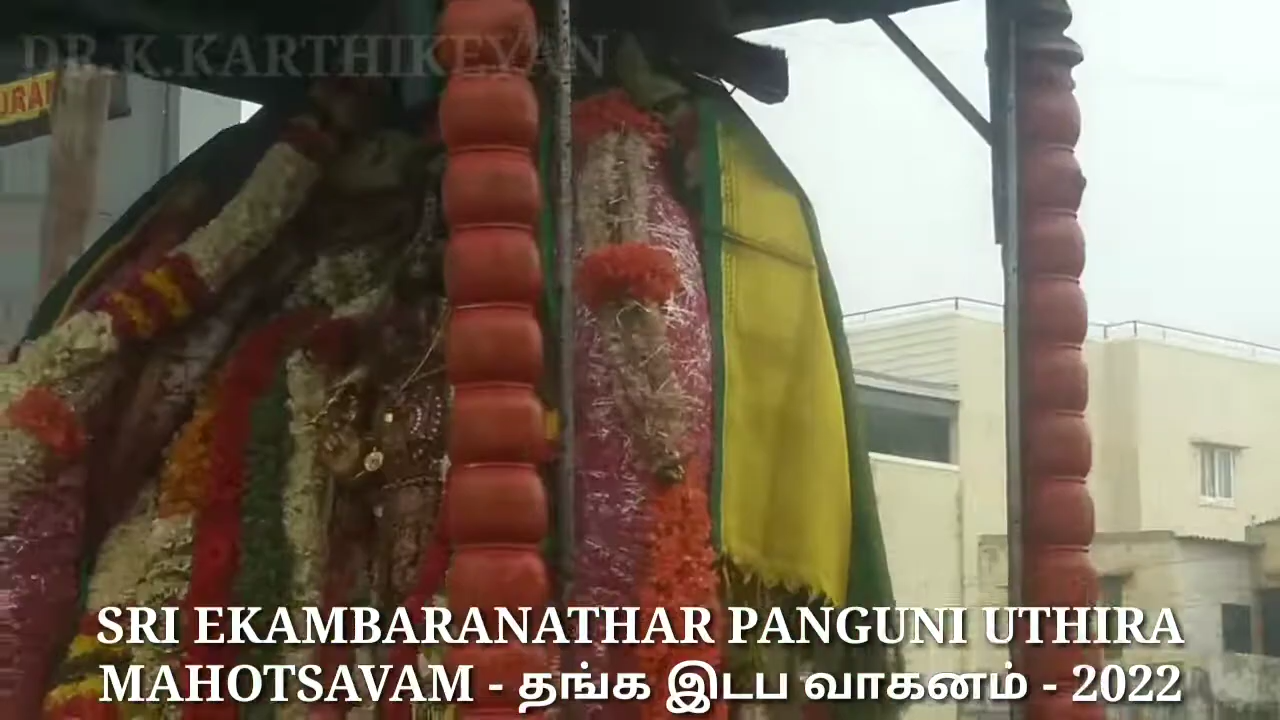 DR.K.KARTHIKEYAN
SRI EKAMBARANATHAR PANGUNI UTHIRA
MAHOTSAVAM - தங்க இடப வாகனம் - 2022